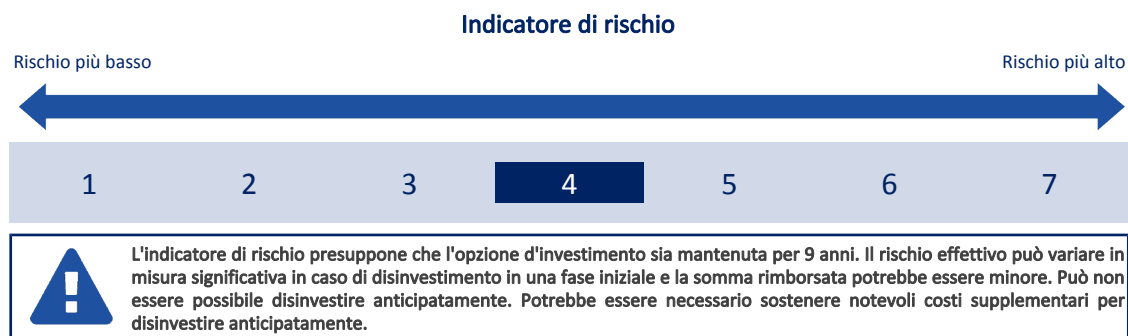 Indicatore di rischio
Rischio più basso
Rischio più alto
1 2 3 4 5 6 7
L'indicatore di rischio presuppone che l'opzione d'investimento sia mantenuta per 9 anni. Il rischio effettivo può variare in
misura significativa in caso di disinvestimento in una fase iniziale e la somma rimborsata potrebbe essere minore. Può non
essere possibile disinvestire anticipatamente. Potrebbe essere necessario sostenere notevoli costi supplementari per
disinvestire anticipatamente.